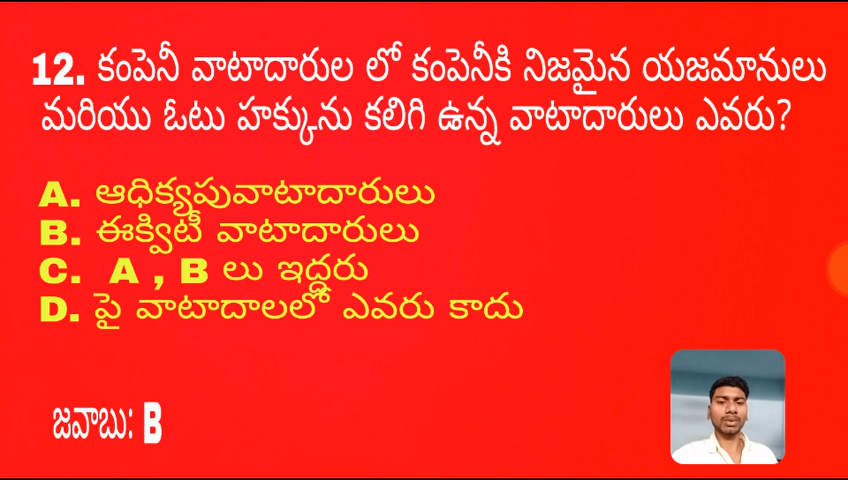 12. కంపెనీ వాటాదారుల లో కంపెనీకి నిజమైన యజమానులు
మరియు ఓటు హక్కును కలిగి ఉన్న వాటాదారులు ఎవరు?
A. ఆధిక్యపువాటాదారులు
B. ఈక్విటీ వాటాదారులు
C. A , B లు ఇద్దరు
D. పై వాటాదాలలో ఎవరు కాదు
జవాబు: B